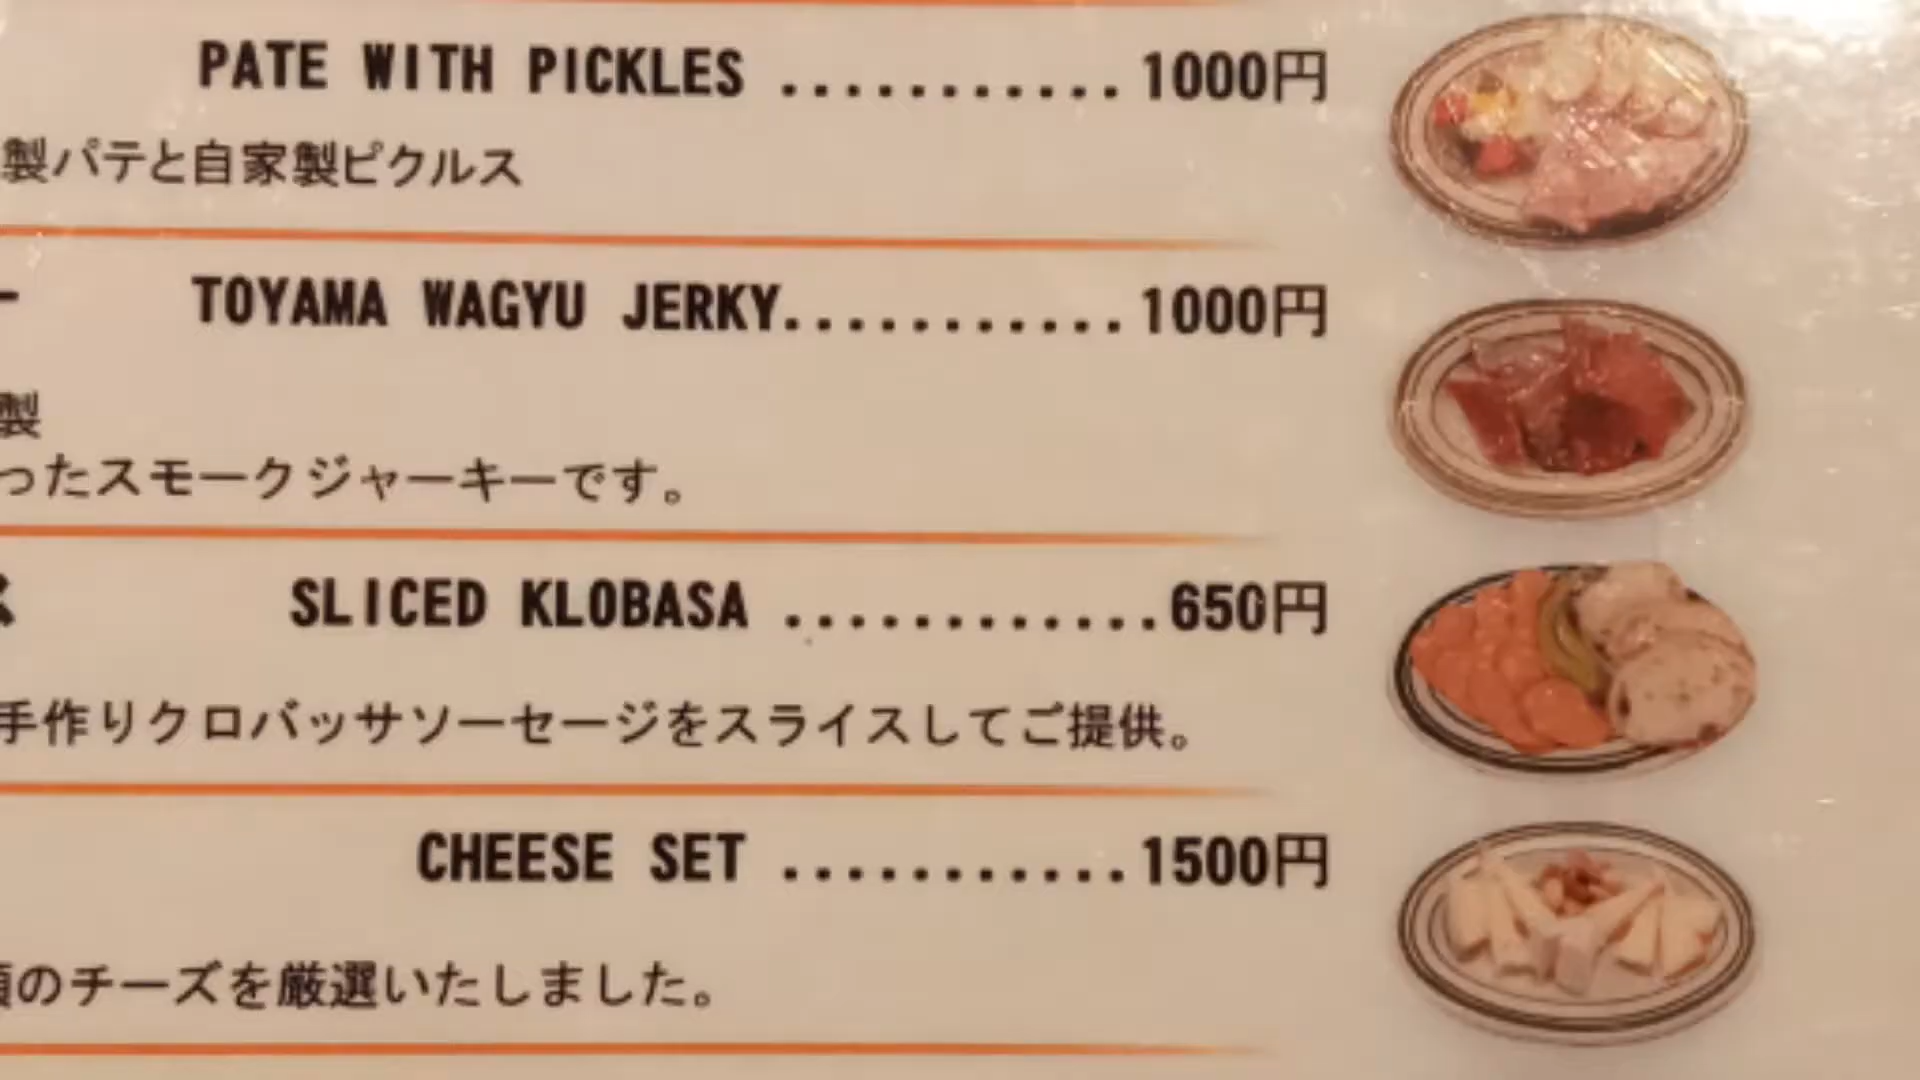 PATE WITH PICKLES ...........1000円
製パテと自家製ピクルス
ー TOYAMA WAGYU JERKY...........1000円
製
ったスモークジャーキーです。
SLICED KLOBASA ............650円
手作りクロバッサソーセージをスライスしてご提供。
CHEESE SET ...........1500円
のチーズを厳選いたしました。